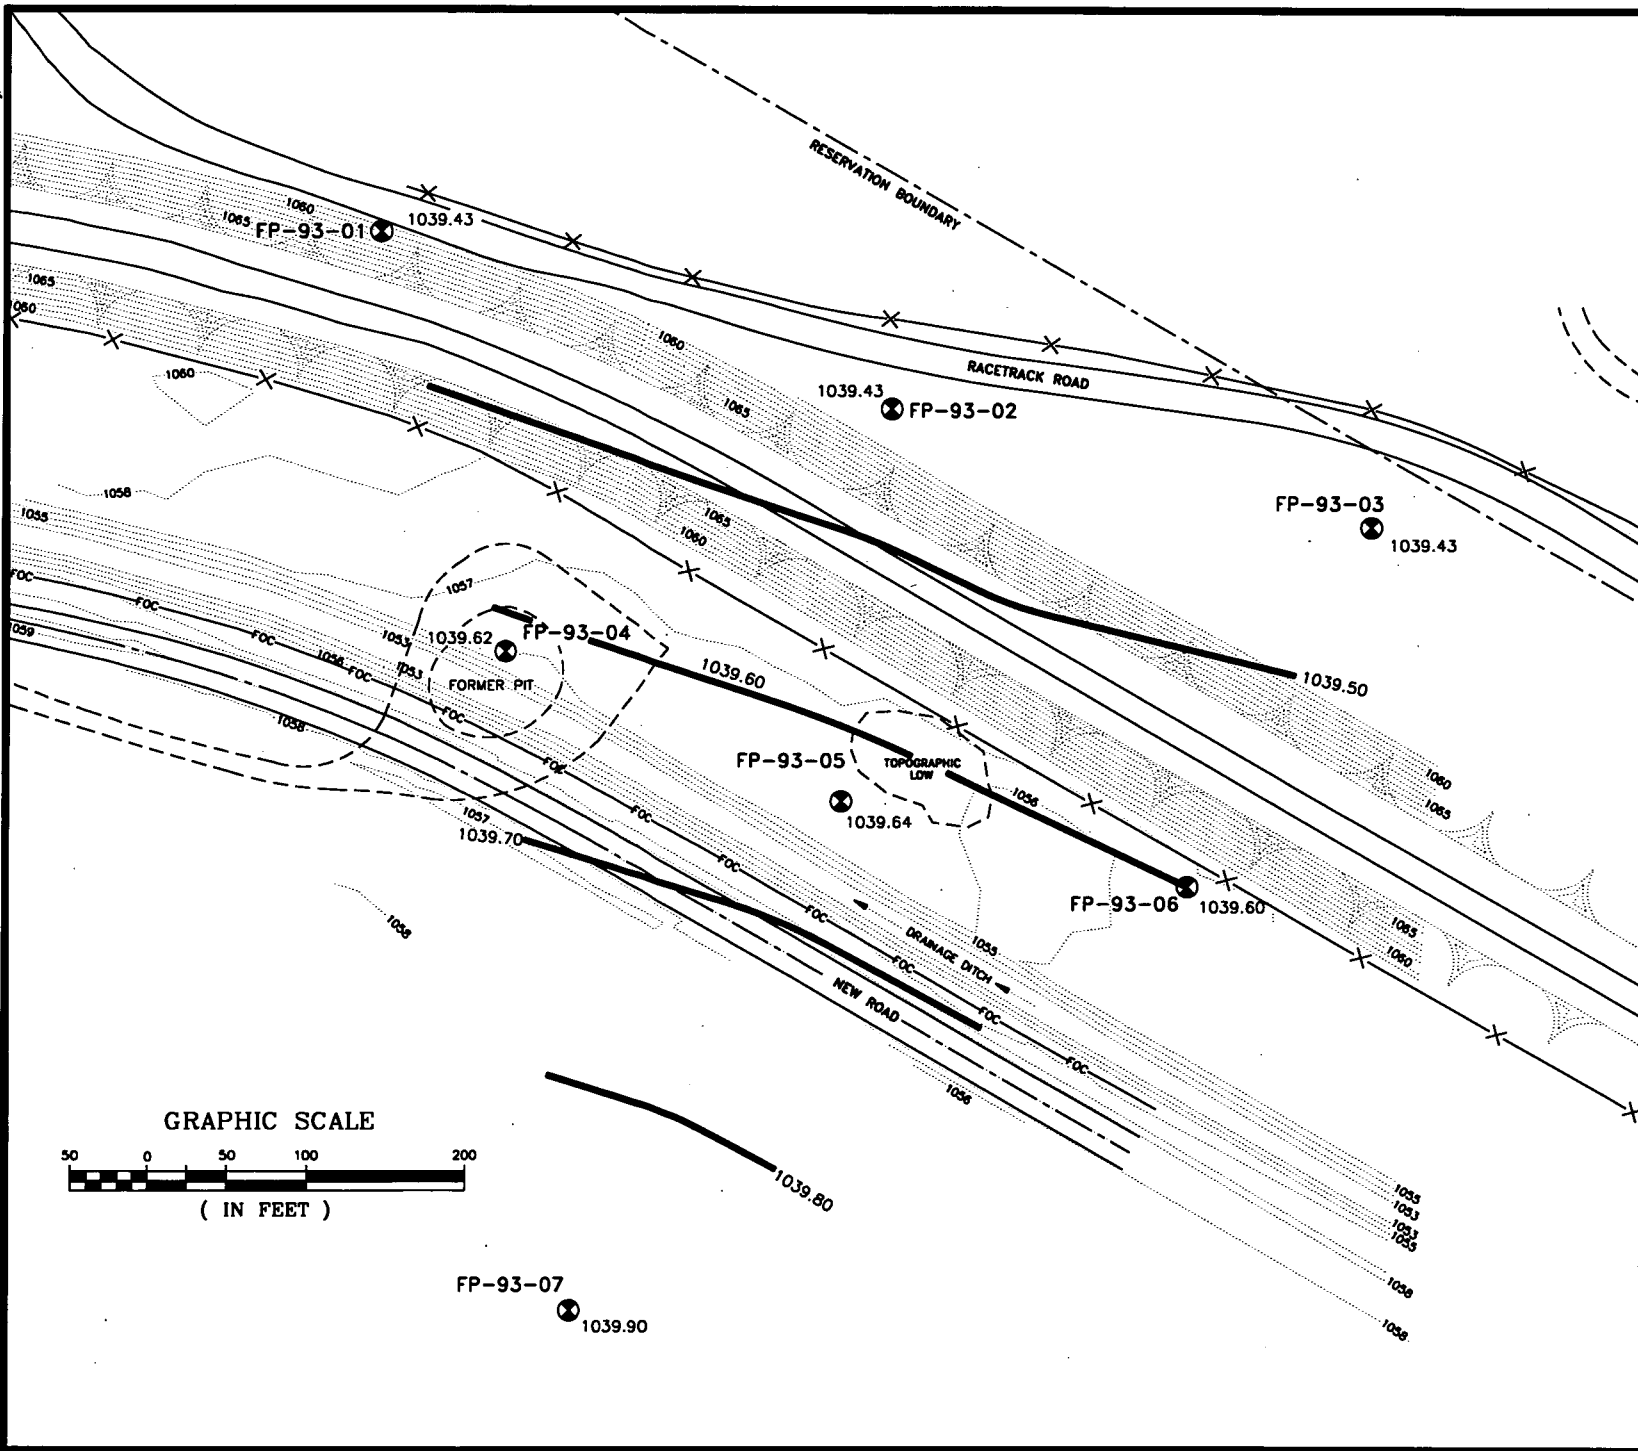 RESERVATION BOUNDARY
1060
1065
FP-93-01
1039.43
1065
1060
1060
1060
RACETRACK ROAD
1039.43
FP-93-02
1065
1058
1055
1065
1060
FP-93-03
1039.43
FOC
FOC
FOC
1057
1059
1053
1039.62
FP-93-04
1056
FOC
1053
FORMER PIT
1039.60
1039.50
FOC
1058
FOC
FP-93-05
TOPOGRAPHIC
LOW
1060
1065
1056
1057
1039.70
FOC
1039.64
FOC
FP-93-06
1039.60
1058
FOC
DRAINAGE DITCH
1055
1065
1060
FOC
NEW ROAD
FOC
FOC
1056
GRAPHIC SCALE
50 0 50 100 200
( IN FEET )
1039.80
1055
1053
1053
1055
1058
1058
FP-93-07
1039.90